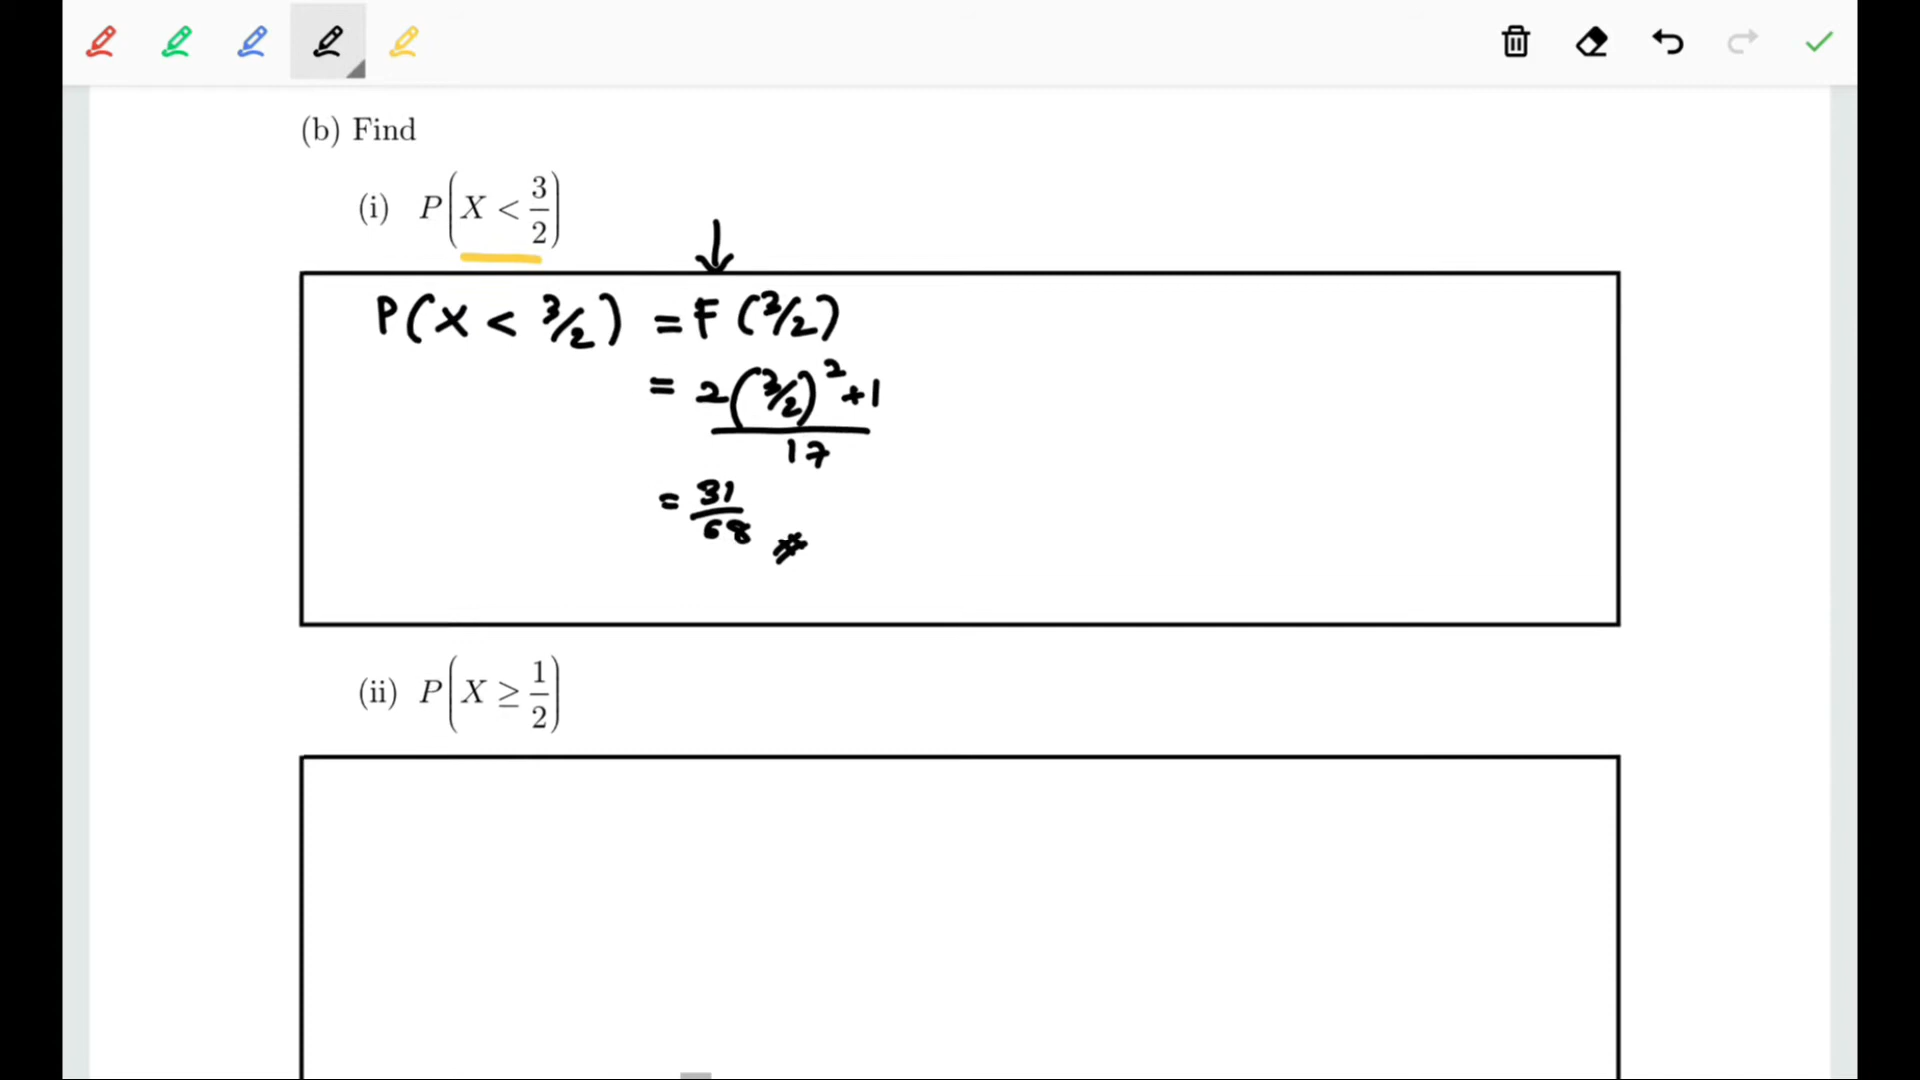 (b) Find
(i) P(X < 3/2)
P(X < 3/2) = F(3/2)
= 2(3/2)²+1
17
= 31
68 #
(ii) P(X ≥ 1/2)